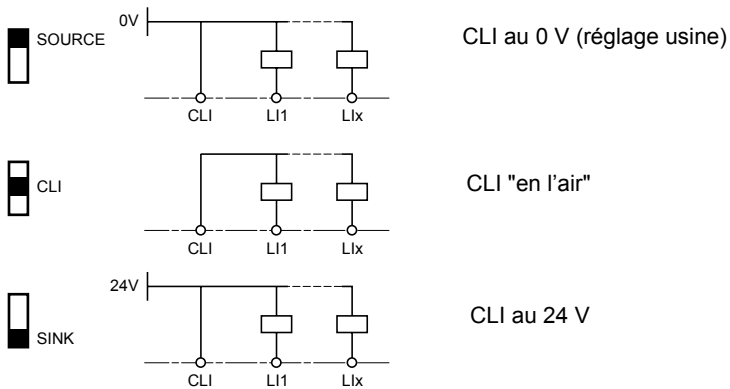 0V
SOURCE
CLI au 0 V (réglage usine)
CLI LI1 LIx
CLI
CLI "en l'air"
CLI LI1 LIx
24V
CLI au 24 V
SINK
CLI LI1 LIx